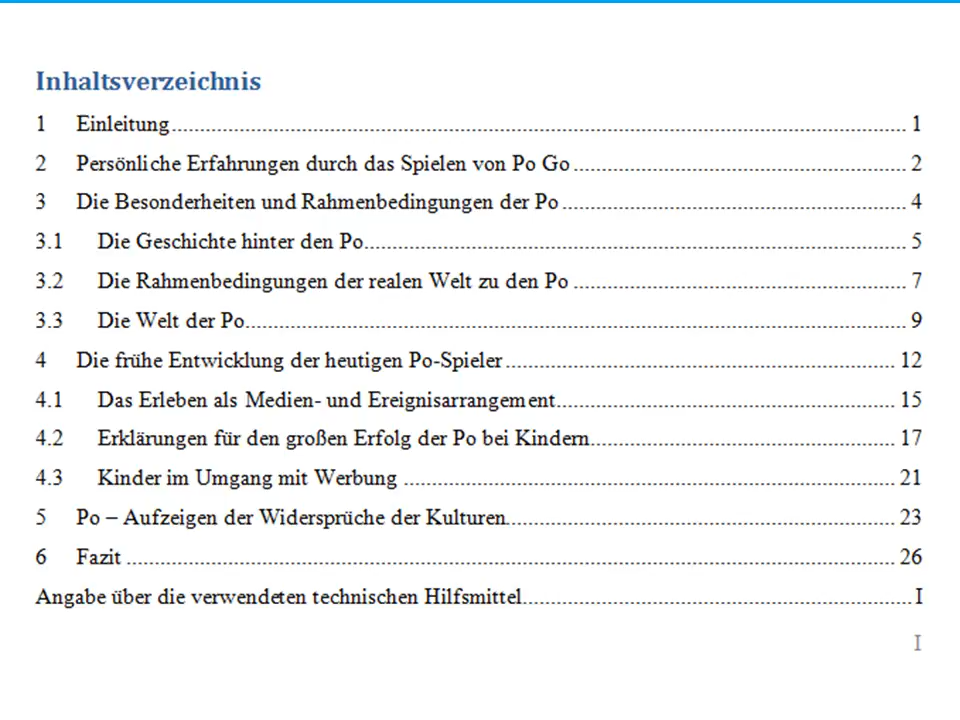 Inhaltsverzeichnis
1 Einleitung 1
2 Persönliche Erfahrungen durch das Spielen von Po Go 2
3 Die Besonderheiten und Rahmenbedingungen der Po 4
3.1 Die Geschichte hinter den Po 5
3.2 Die Rahmenbedingungen der realen Welt zu den Po 7
3.3 Die Welt der Po 9
4 Die frühe Entwicklung der heutigen Po-Spieler 12
4.1 Das Erleben als Medien- und Ereignisarrangement 15
4.2 Erklärungen für den großen Erfolg der Po bei Kindern 17
4.3 Kinder im Umgang mit Werbung 21
5 Po – Aufzeigen der Widersprüche der Kulturen 23
6 Fazit 26
Angabe über die verwendeten technischen Hilfsmittel I
I